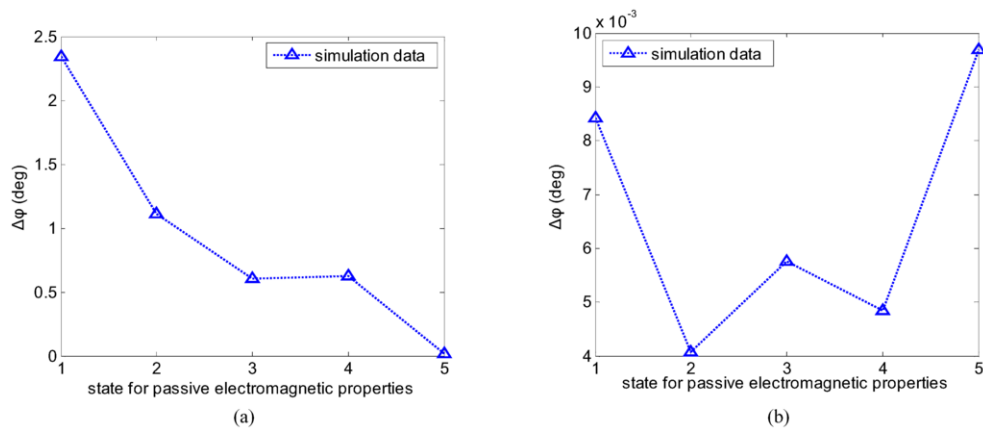 2.5
2
1.5
1
0.5
0
Δφ (deg)
simulation data
1 2 3 4 5
state for passive electromagnetic properties
(a)
10 x 10⁻³
9
8
7
6
5
4
Δφ (deg)
simulation data
1 2 3 4 5
state for passive electromagnetic properties
(b)